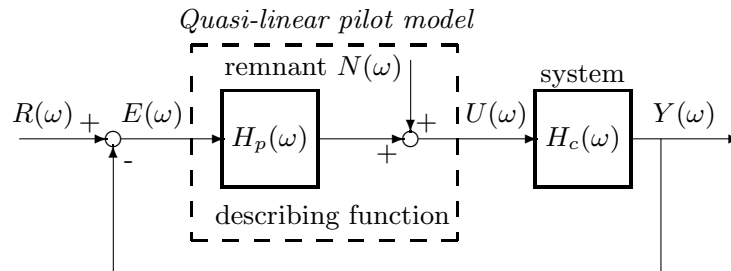 Quasi-linear pilot model
remnant N(ω)
system
R(ω)
+
E(ω)
H_p(ω)
+
+
U(ω)
H_c(ω)
Y(ω)
-
describing function